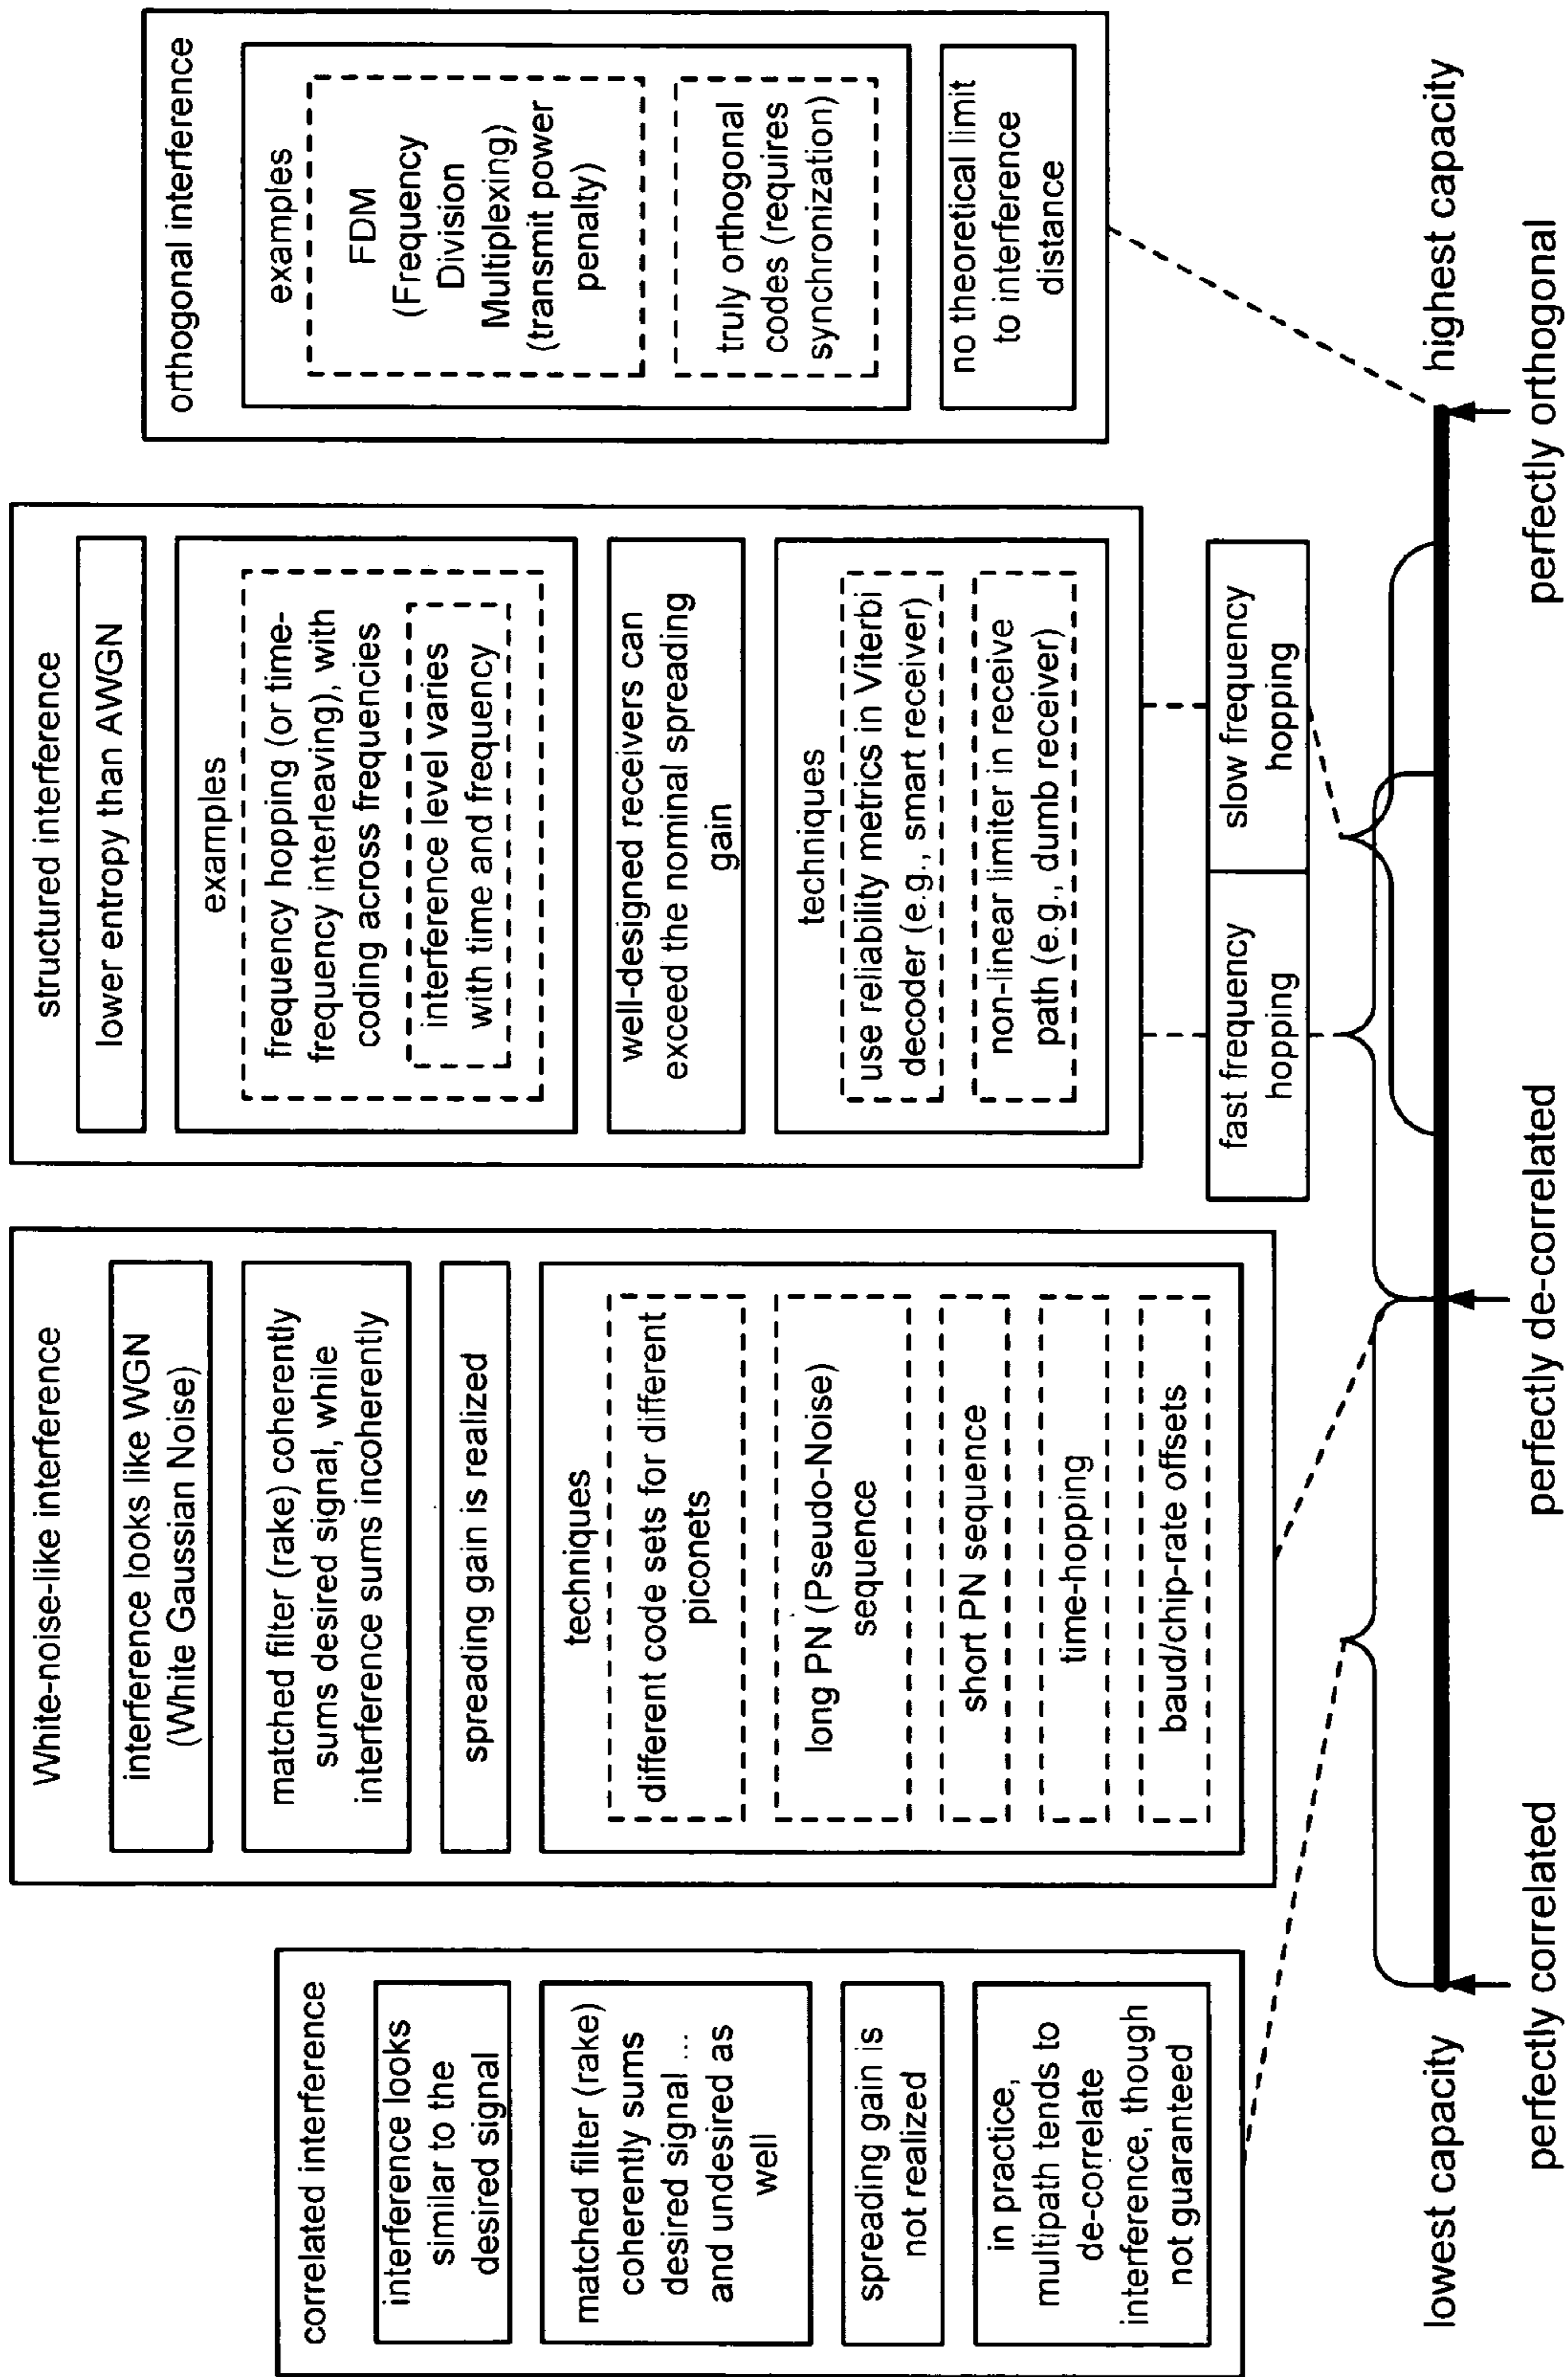 correlated interference
interference looks
similar to the
desired signal
matched filter (rake)
coherently sums
desired signal ...
and undesired as
well
spreading gain is
not realized
in practice,
multipath tends to
de-correlate
interference, though
not guaranteed
White-noise-like interference
interference looks like WGN
(White Gaussian Noise)
matched filter (rake) coherently
sums desired signal, while
interference sums incoherently
spreading gain is realized
techniques
different code sets for different
piconets
long PN (Pseudo-Noise)
sequence
short PN sequence
time-hopping
baud/chip-rate offsets
structured interference
lower entropy than AWGN
examples
frequency hopping (or time-
frequency interleaving), with
coding across frequencies
interference level varies
with time and frequency
well-designed receivers can
exceed the nominal spreading
gain
techniques
use reliability metrics in Viterbi
decoder (e.g., smart receiver)
non-linear limiter in receive
path (e.g., dumb receiver)
fast frequency
hopping
slow frequency
hopping
orthogonal interference
examples
FDM
(Frequency
Division
Multiplexing)
(transmit power
penalty)
truly orthogonal
codes (requires
synchronization)
no theoretical limit
to interference
distance
lowest capacity
highest capacity
perfectly correlated
perfectly de-correlated
perfectly orthogonal